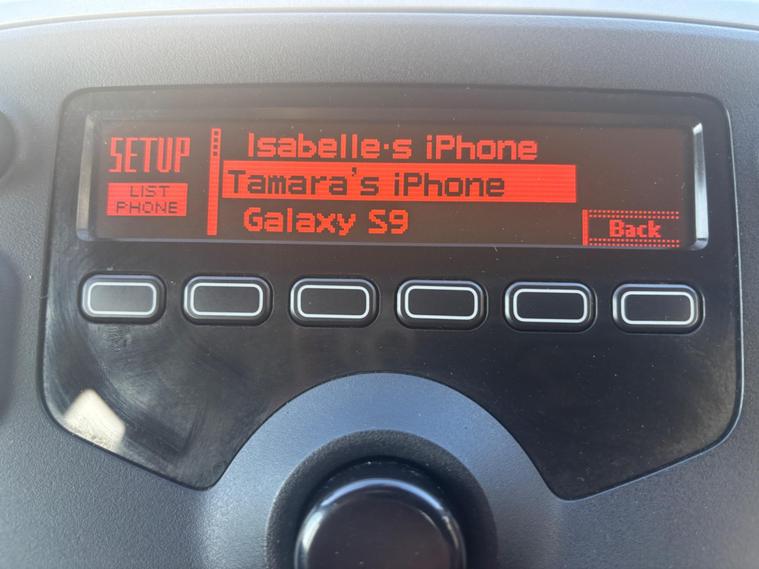 SETUP
LIST
PHONE
Isabelle·s iPhone
Tamara's iPhone
Galaxy S9
Back